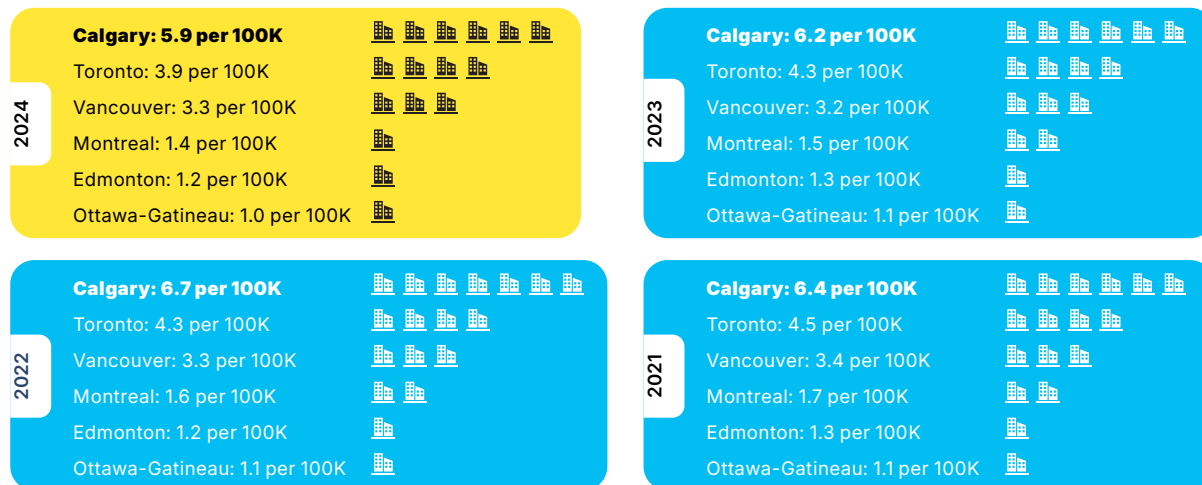 2024
Calgary: 5.9 per 100K
Toronto: 3.9 per 100K
Vancouver: 3.3 per 100K
Montreal: 1.4 per 100K
Edmonton: 1.2 per 100K
Ottawa-Gatineau: 1.0 per 100K
2023
Calgary: 6.2 per 100K
Toronto: 4.3 per 100K
Vancouver: 3.2 per 100K
Montreal: 1.5 per 100K
Edmonton: 1.3 per 100K
Ottawa-Gatineau: 1.1 per 100K
2022
Calgary: 6.7 per 100K
Toronto: 4.3 per 100K
Vancouver: 3.3 per 100K
Montreal: 1.6 per 100K
Edmonton: 1.2 per 100K
Ottawa-Gatineau: 1.1 per 100K
2021
Calgary: 6.4 per 100K
Toronto: 4.5 per 100K
Vancouver: 3.4 per 100K
Montreal: 1.7 per 100K
Edmonton: 1.3 per 100K
Ottawa-Gatineau: 1.1 per 100K